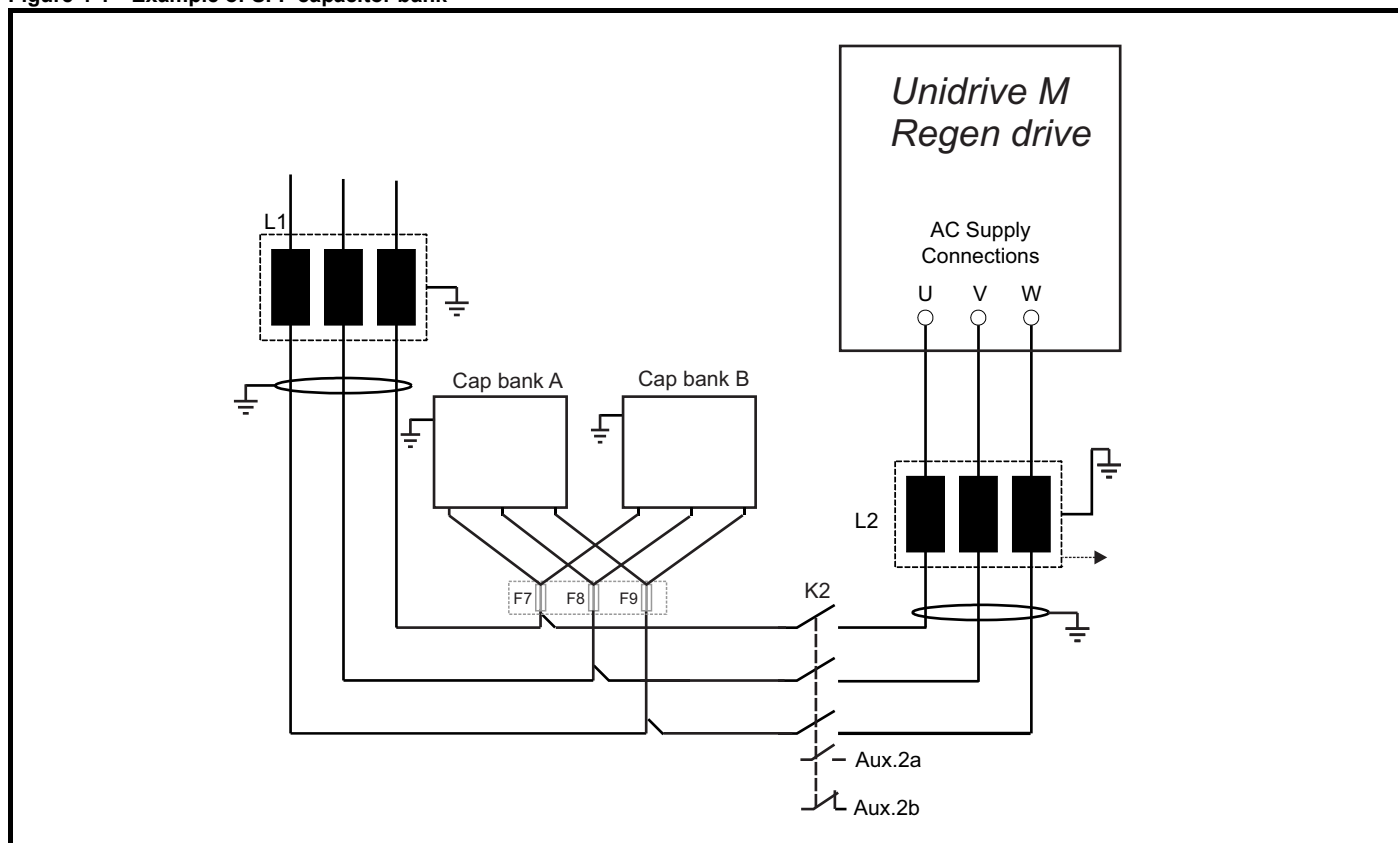 Unidrive M
Regen drive
AC Supply
Connections
U V W
L1
Cap bank A
Cap bank B
L2
F7 F8 F9
K2
Aux.2a
Aux.2b